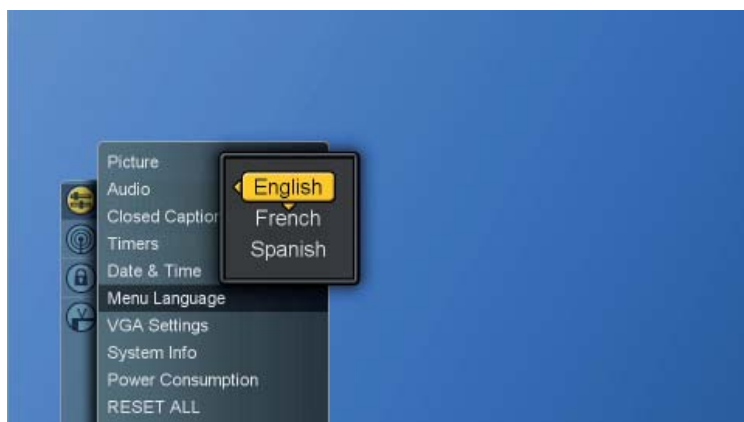 Picture
Audio
Closed Caption
Timers
Date & Time
Menu Language
VGA Settings
System Info
Power Consumption
RESET ALL
English
French
Spanish